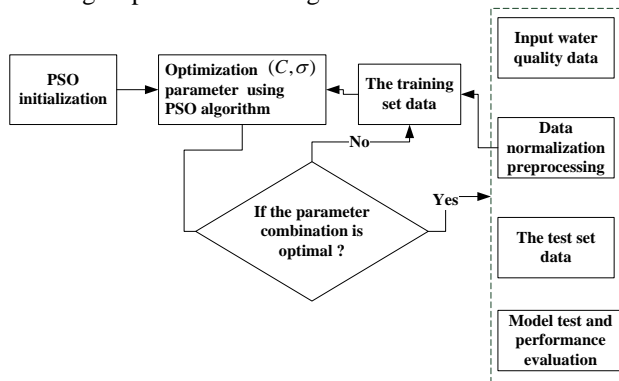 PSO
initialization
Optimization (C,σ)
parameter using
PSO algorithm
The training
set data
Input water
quality data
Data
normalization
preprocessing
No
If the parameter
combination is
optimal ?
Yes
The test set
data
Model test and
performance
evaluation